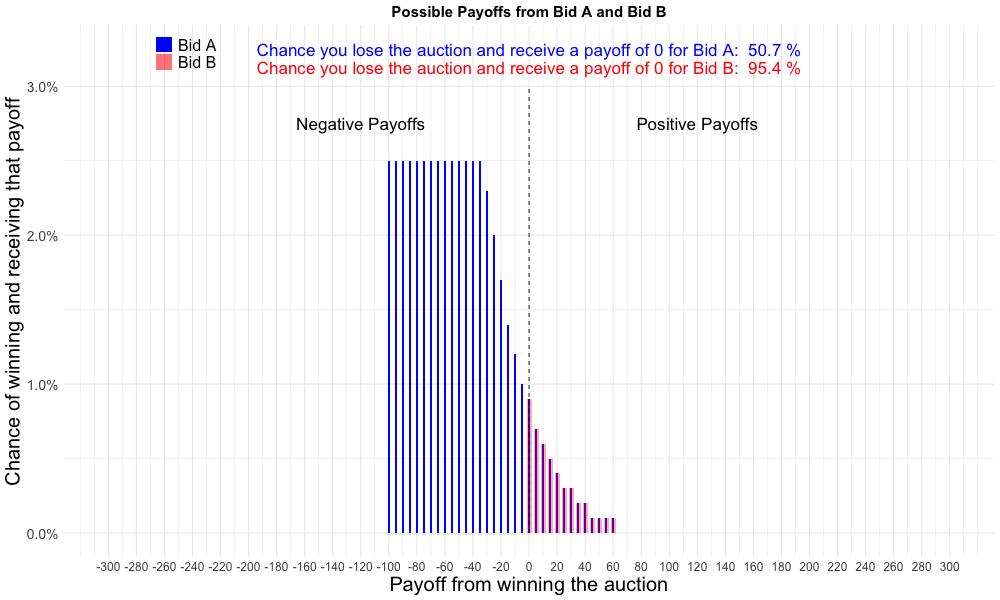 Possible Payoffs from Bid A and Bid B
Bid A
Bid B
Chance you lose the auction and receive a payoff of 0 for Bid A:  50.7 %
Chance you lose the auction and receive a payoff of 0 for Bid B:  95.4 %
Negative Payoffs
Positive Payoffs
Chance of winning and receiving that payoff
3.0%
2.0%
1.0%
0.0%
-300 -280 -260 -240 -220 -200 -180 -160 -140 -120 -100 -80 -60 -40 -20 0 20 40 60 80 100 120 140 160 180 200 220 240 260 280 300
Payoff from winning the auction